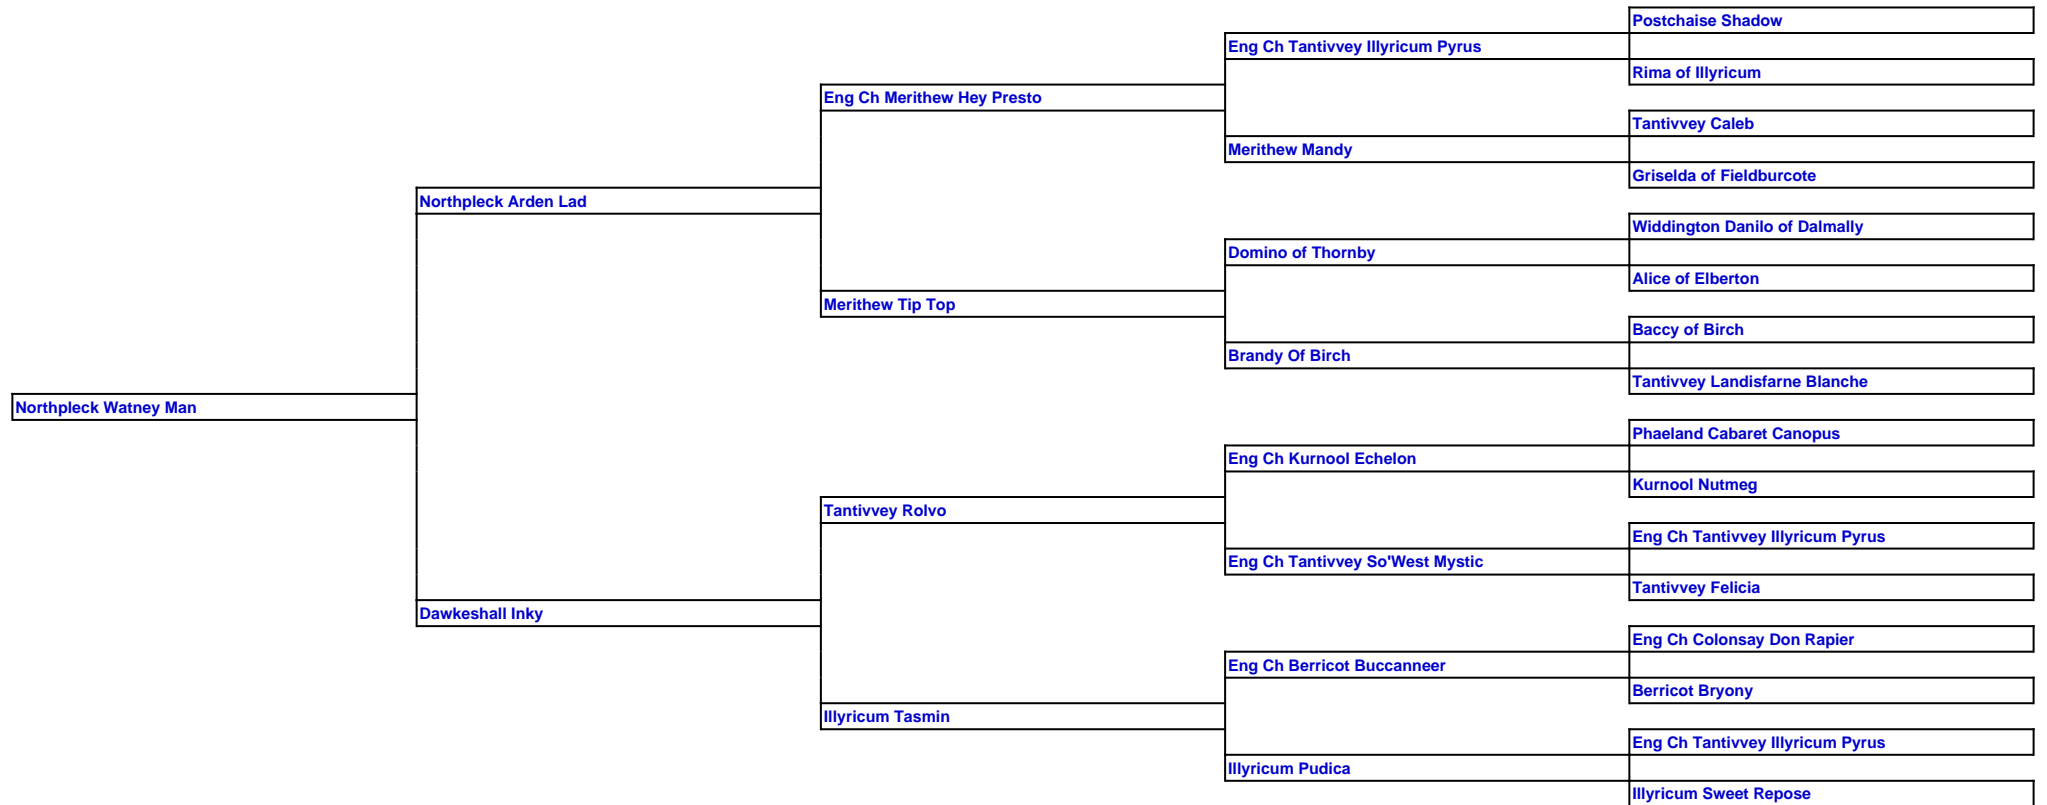 Postchaise Shadow
Eng Ch Tantivvey Illyricum Pyrus
Rima of Illyricum
Eng Ch Merithew Hey Presto
Tantivvey Caleb
Merithew Mandy
Griselda of Fieldburcote
Northpleck Arden Lad
Widdington Danilo of Dalmally
Domino of Thornby
Alice of Elberton
Merithew Tip Top
Baccy of Birch
Brandy Of Birch
Tantivvey Landisfarne Blanche
Northpleck Watney Man
Phaeland Cabaret Canopus
Eng Ch Kurnool Echelon
Kurnool Nutmeg
Tantivvey Rolvo
Eng Ch Tantivvey Illyricum Pyrus
Eng Ch Tantivvey So'West Mystic
Tantivvey Felicia
Dawkeshall Inky
Eng Ch Colonsay Don Rapier
Eng Ch Berricot Buccanneer
Berricot Bryony
Illyricum Tasmin
Eng Ch Tantivvey Illyricum Pyrus
Illyricum Pudica
Illyricum Sweet Repose